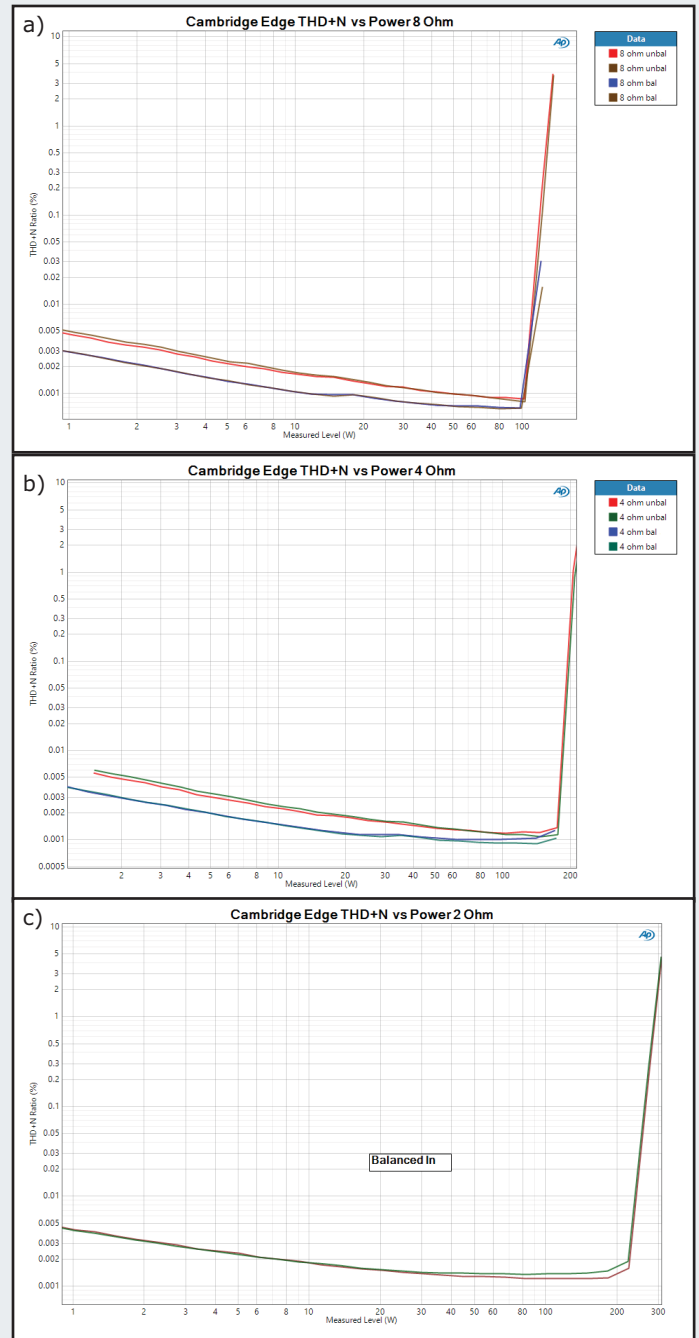 a)
Cambridge Edge THD+N vs Power 8 Ohm
10
5
3
2
1
0.5
0.3
0.2
0.1
0.05
0.03
0.02
0.01
0.005
0.003
0.002
0.001
THD+N Ratio (%)
1 2 3 4 5 6 8 10 20 30 40 50 60 80 100
Measured Level (W)
Ap
Data
8 ohm unbal
8 ohm unbal
8 ohm bal
8 ohm bal
b)
Cambridge Edge THD+N vs Power 4 Ohm
10
5
3
2
1
0.5
0.3
0.2
0.1
0.05
0.03
0.02
0.01
0.005
0.003
0.002
0.001
0.0005
THD+N Ratio (%)
2 3 4 5 6 8 10 20 30 40 50 60 80 100 200
Measured Level (W)
Ap
Data
4 ohm unbal
4 ohm unbal
4 ohm bal
4 ohm bal
c)
Cambridge Edge THD+N vs Power 2 Ohm
10
5
3
2
1
0.5
0.3
0.2
0.1
0.05
0.03
0.02
0.01
0.005
0.003
0.002
0.001
THD+N Ratio (%)
Ap
Balanced In
1 2 3 4 5 6 8 10 20 30 40 50 60 80 100 200 300
Measured Level (W)